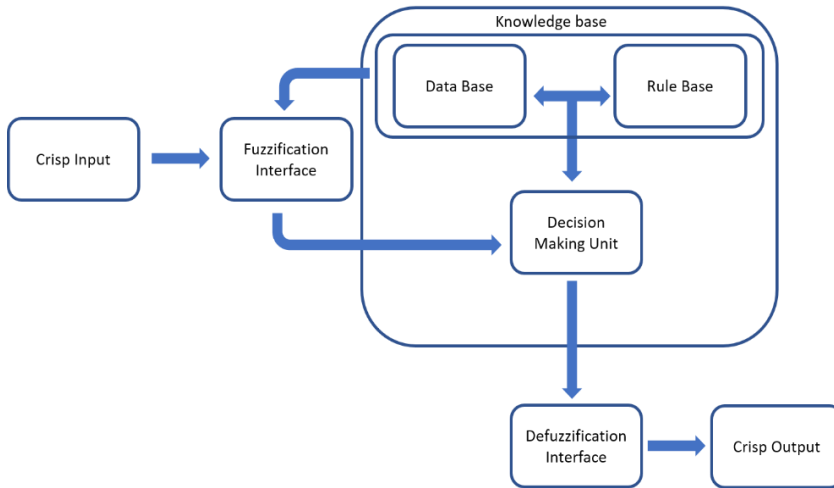 Knowledge base
Data Base
Rule Base
Crisp Input
Fuzzification
Interface
Decision
Making Unit
Defuzzification
Interface
Crisp Output